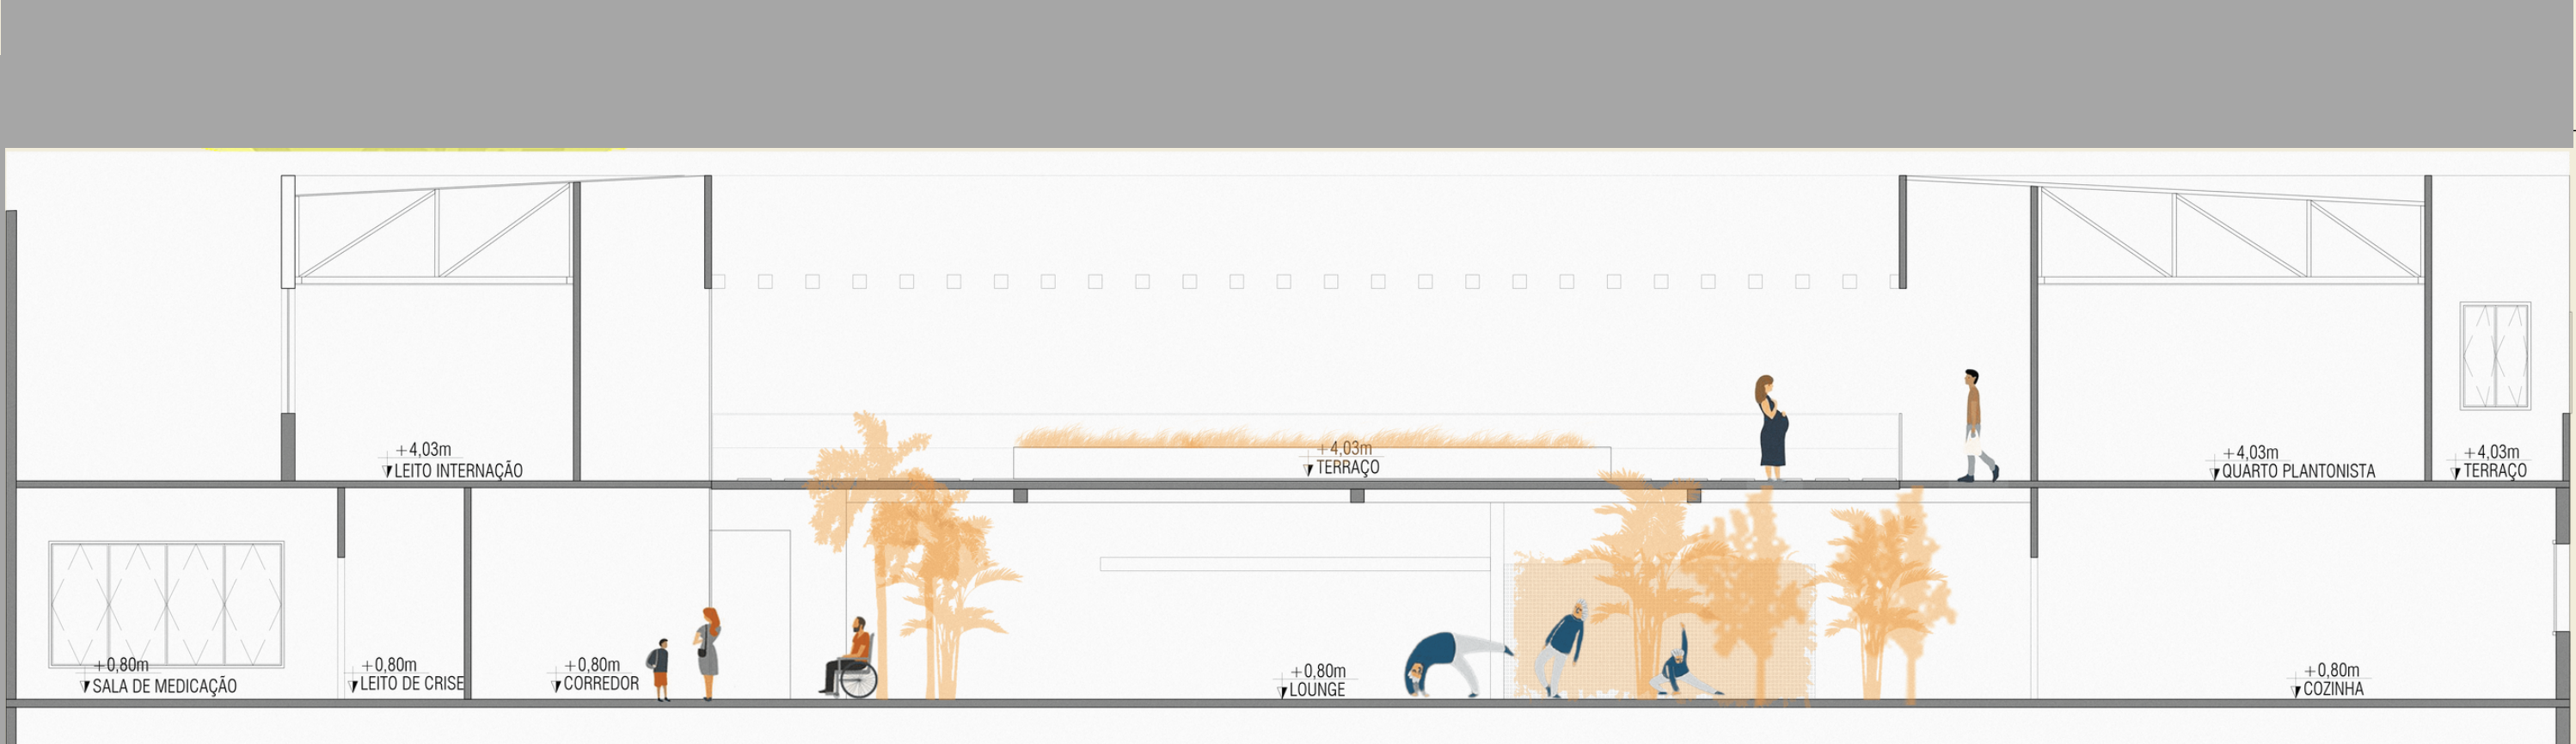 +4,03m
LEITO INTERNAÇÃO
+4,03m
TERRAÇO
+4,03m
QUARTO PLANTONISTA
+4,03m
TERRAÇO
+0,80m
SALA DE MEDICAÇÃO
+0,80m
LEITO DE CRISE
+0,80m
CORREDOR
+0,80m
LOUNGE
+0,80m
COZINHA